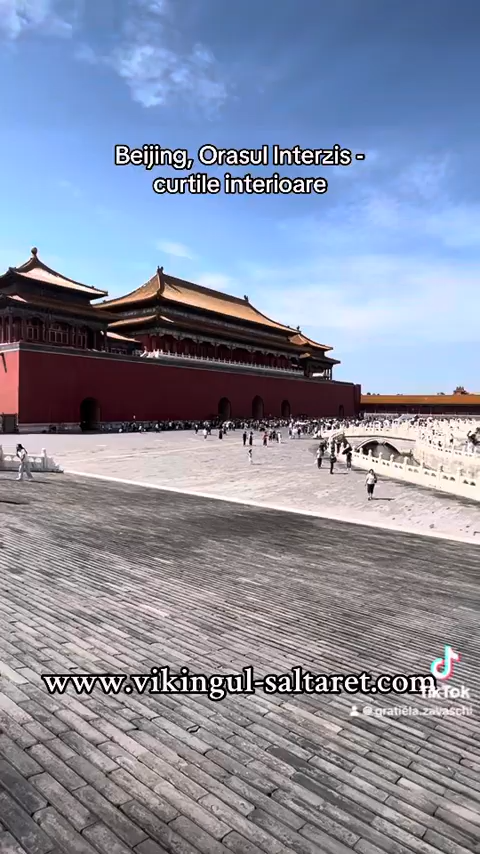 Beijing, Orasul Interzis -
curtile interioare
www.vikingul-saltaret.com
TikTok
@gratiela.zavaschi